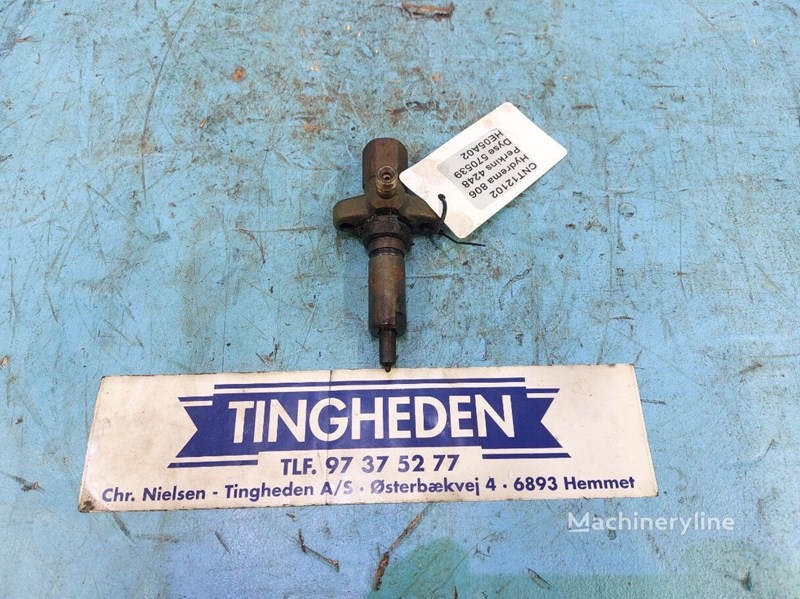 CNT12102
Hydrema 806
Perkins 4248
Dyse 570539
HE05A02
TINGHEDEN
TLF. 97 37 52 77
Chr. Nielsen - Tingheden A/S · Østerbækvej 4 · 6893 Hemmet
Machineryline